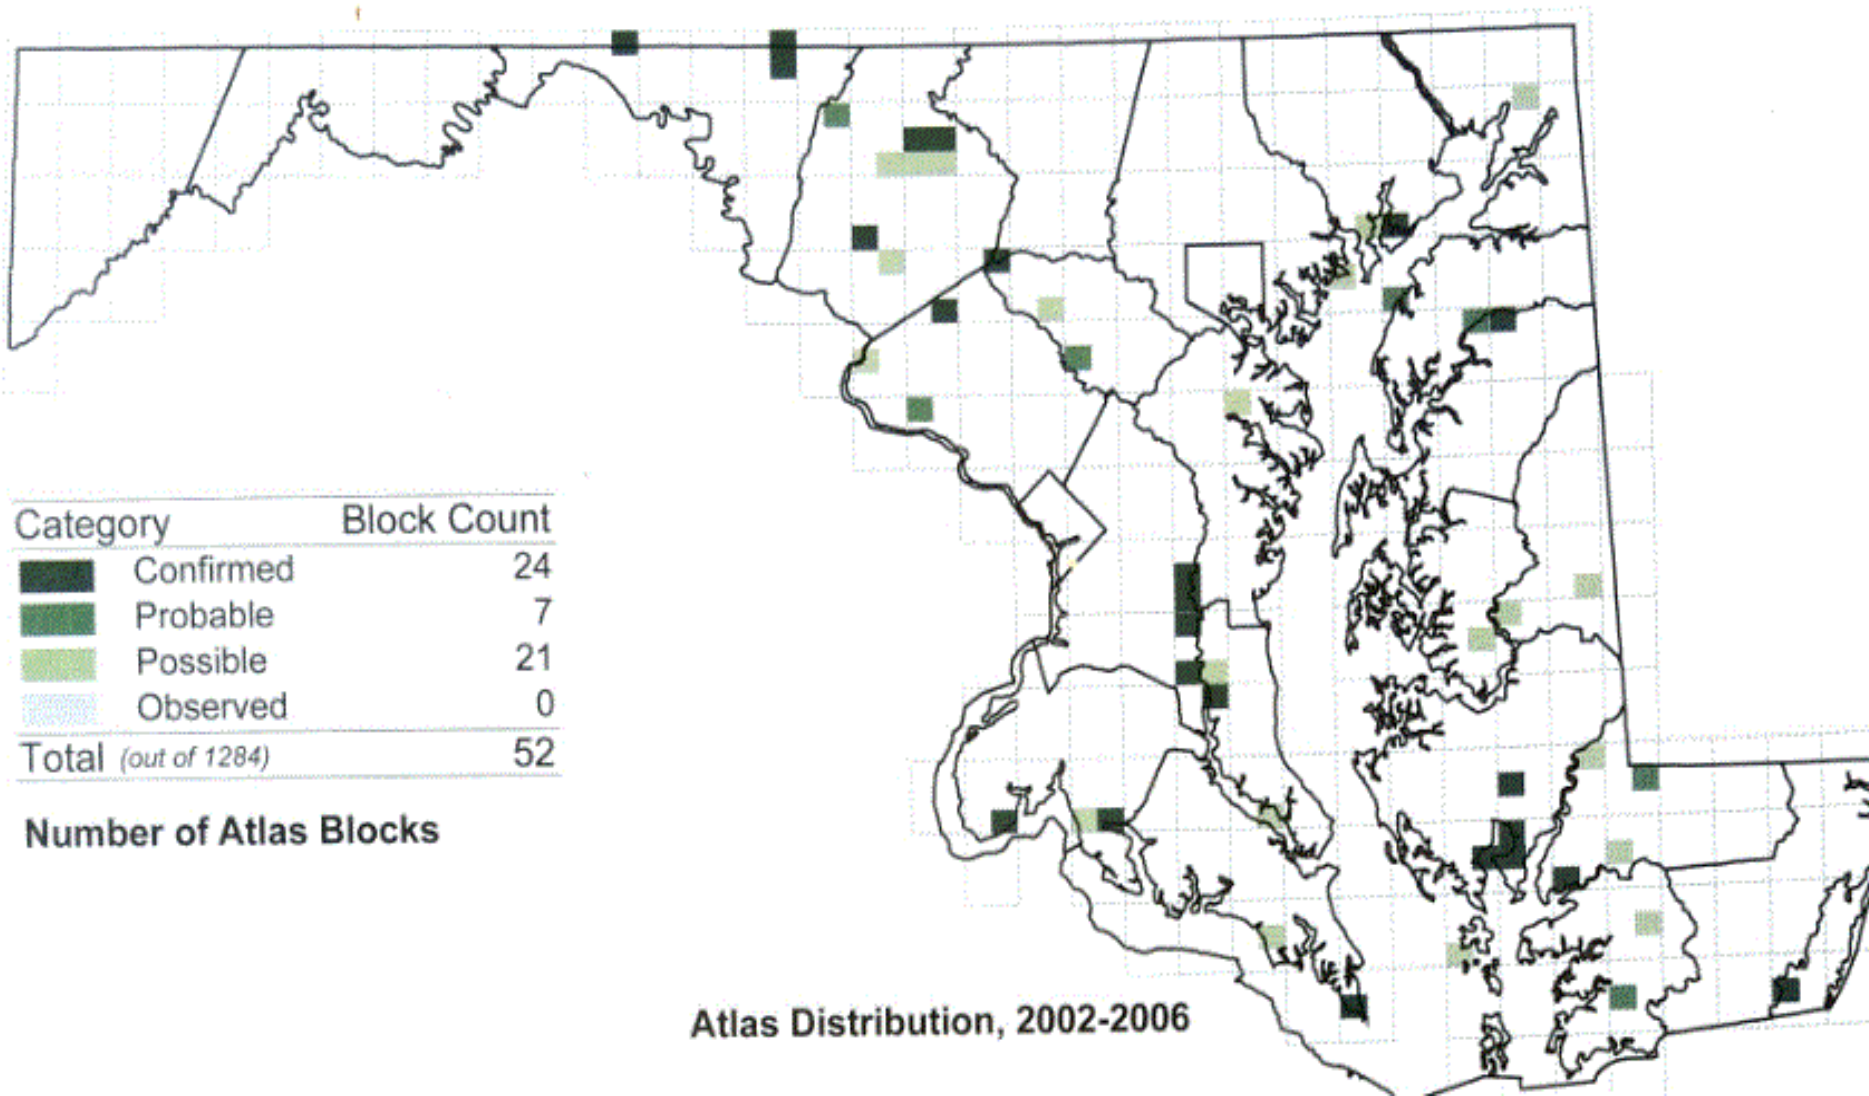 Category Block Count
Confirmed 24
Probable 7
Possible 21
Observed 0
Total (out of 1284) 52
Number of Atlas Blocks
Atlas Distribution, 2002-2006